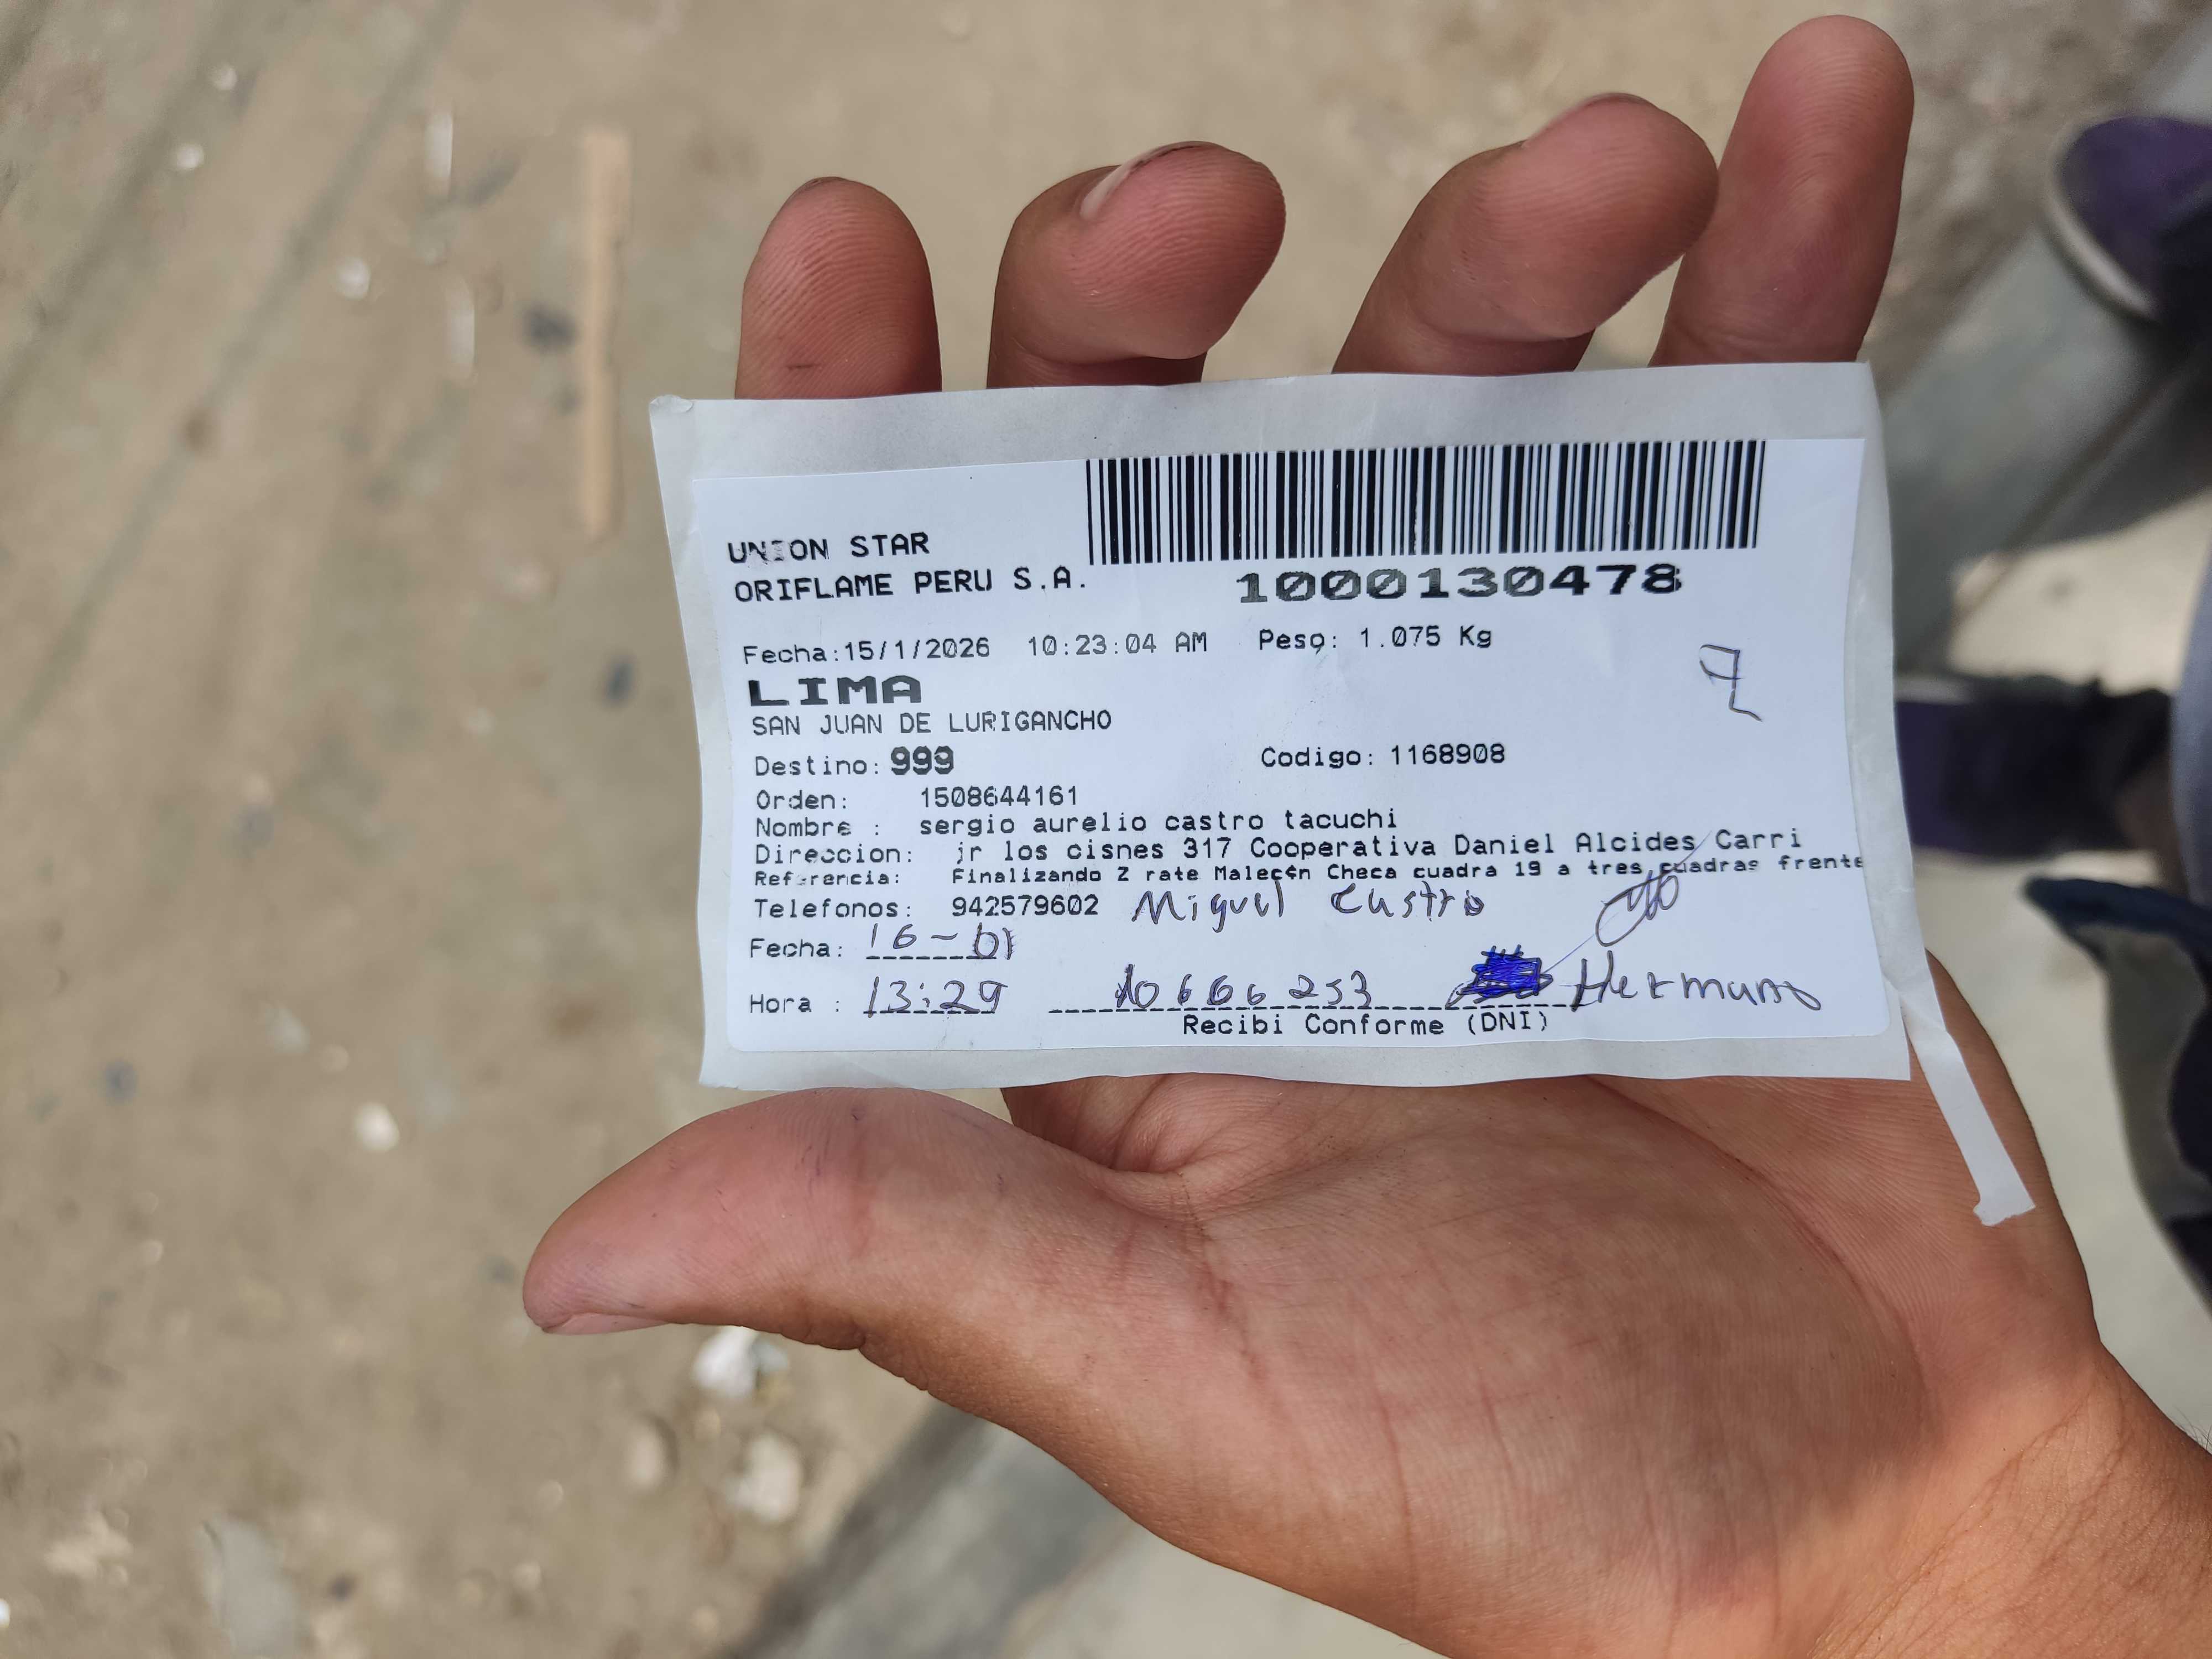 UNION STAR
ORIFLAME PERU S.A.
1000130478
Fecha:15/1/2026 10:23:04 AM Peso: 1.075 Kg
LIMA
SAN JUAN DE LURIGANCHO
Destino: 999 Codigo: 1168908
Orden: 1508644161
Nombre : sergio aurelio castro tacuchi
Direccion: jr los cisnes 317 Cooperativa Daniel Alcides Carri
Referencia: Finalizando Z rate Malec¢n Checa cuadra 19 a tres cuadras frente
Telefonos: 942579602 Miguel Castro
Fecha: 16-01
Hora : 13:29 10666253 Hermano
Recibi Conforme (DNI)